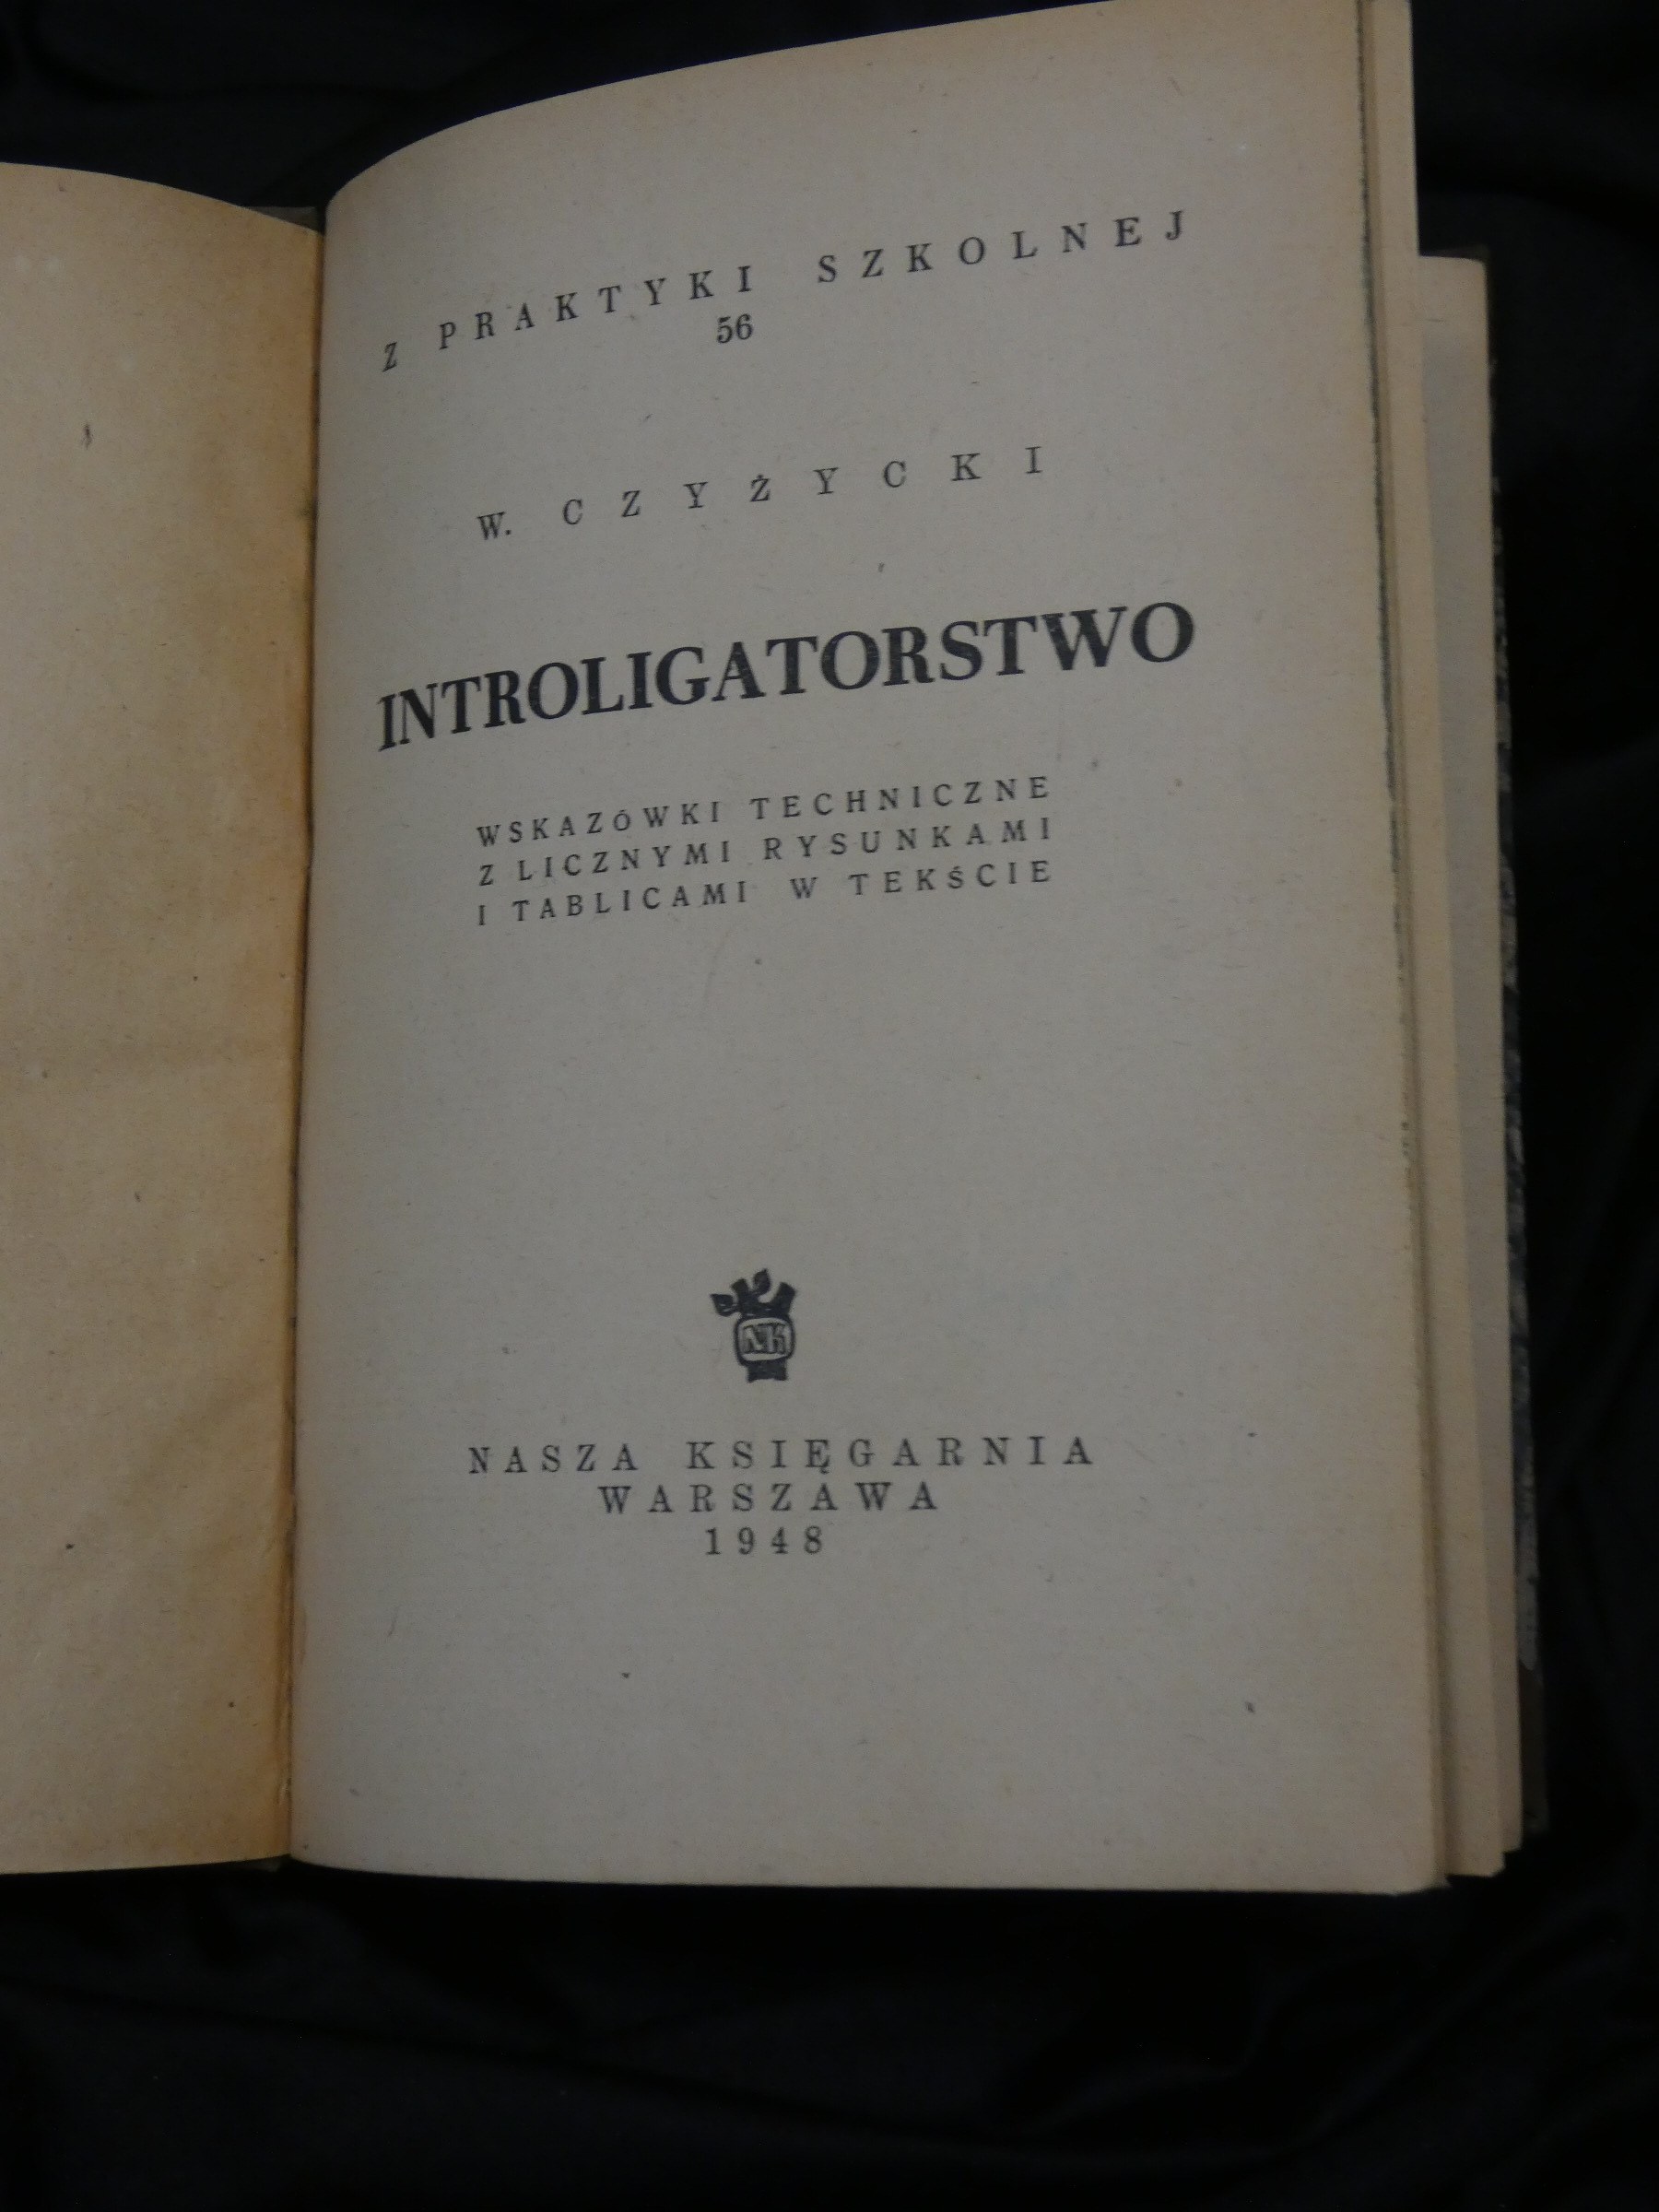 Z PRAKTYKI SZKOLNEJ
56
W. CZYŻYCKI
INTROLIGATORSTWO
WSKAZÓWKI TECHNICZNE
Z LICZNYMI RYSUNKAMI
I TABLICAMI W TEKŚCIE
NK
NASZA KSIĘGARNIA
WARSZAWA
1948